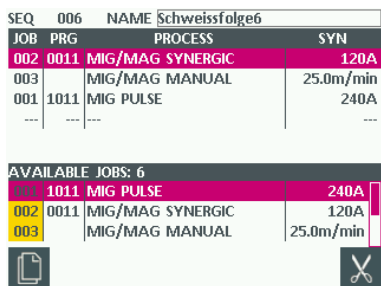 SEQ 006 NAME Schweissfolge6
JOB PRG PROCESS SYN
002 0011 MIG/MAG SYNERGIC 120A
003 MIG/MAG MANUAL 25.0m/min
001 1011 MIG PULSE 240A
--- --- --- ---
AVAILABLE JOBS: 6
001 1011 MIG PULSE 240A
002 0011 MIG/MAG SYNERGIC 120A
003 MIG/MAG MANUAL 25.0m/min